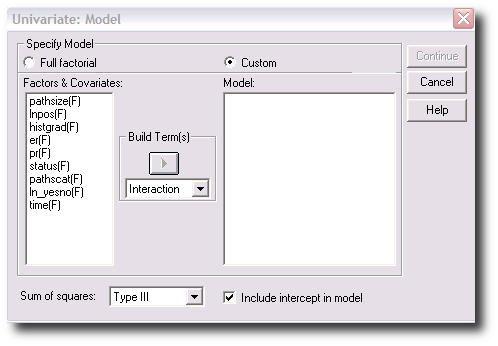 Univariate: Model
Specify Model
Full factorial
Custom
Continue
Cancel
Help
Factors & Covariates:
Model:
pathsize(F)
lnpos(F)
histgrad(F)
er(F)
pr(F)
status(F)
pathscat(F)
ln_yesno(F)
time(F)
Build Term(s)
Interaction
Sum of squares:
Type III
Include intercept in model